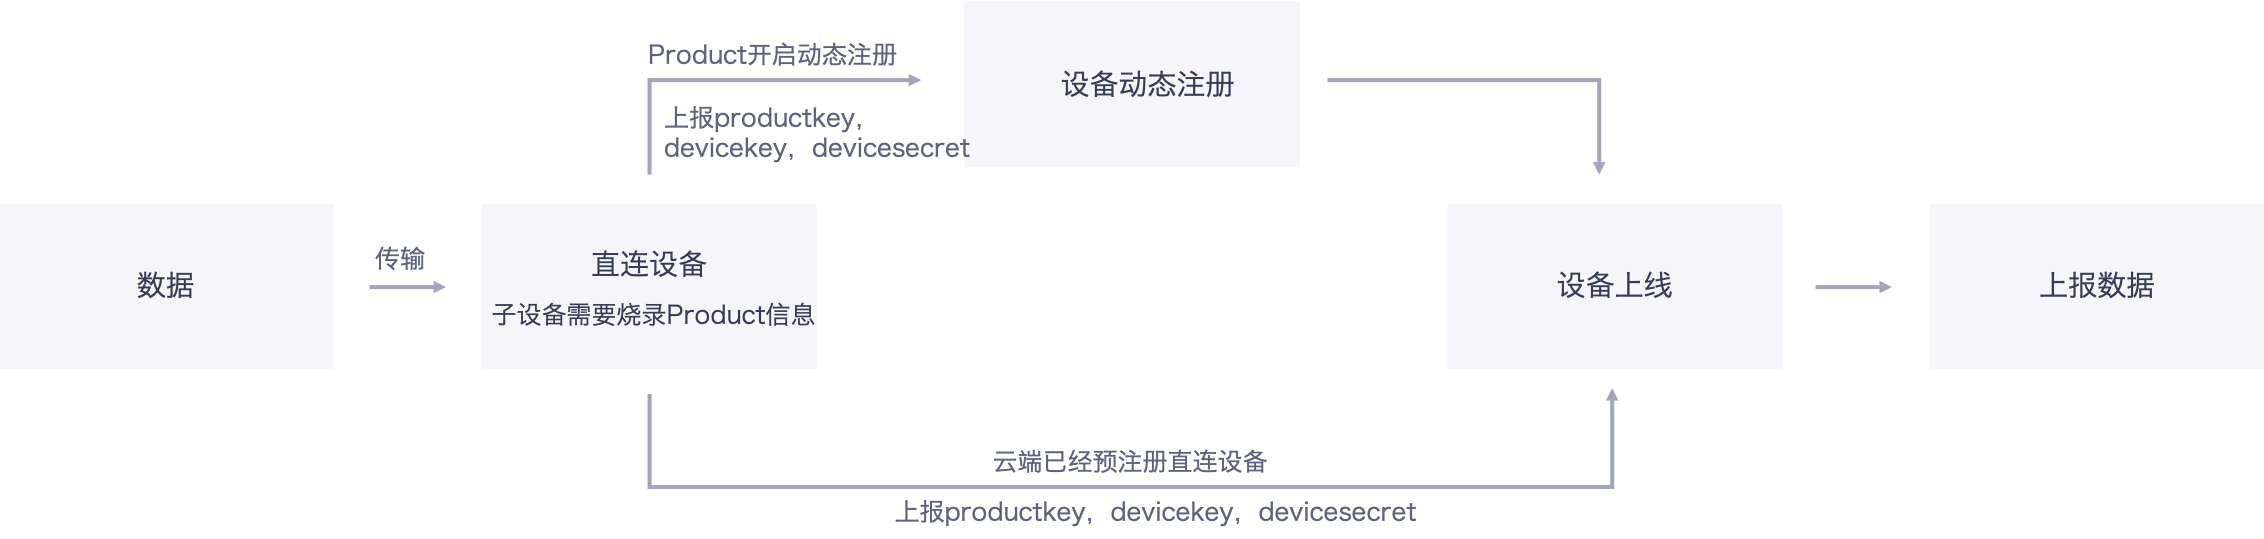 Product开启动态注册
上报productkey,
devicekey，devicesecret
设备动态注册
数据
传输
直连设备
子设备需要烧录Product信息
设备上线
上报数据
云端已经预注册直连设备
上报productkey，devicekey，devicesecret